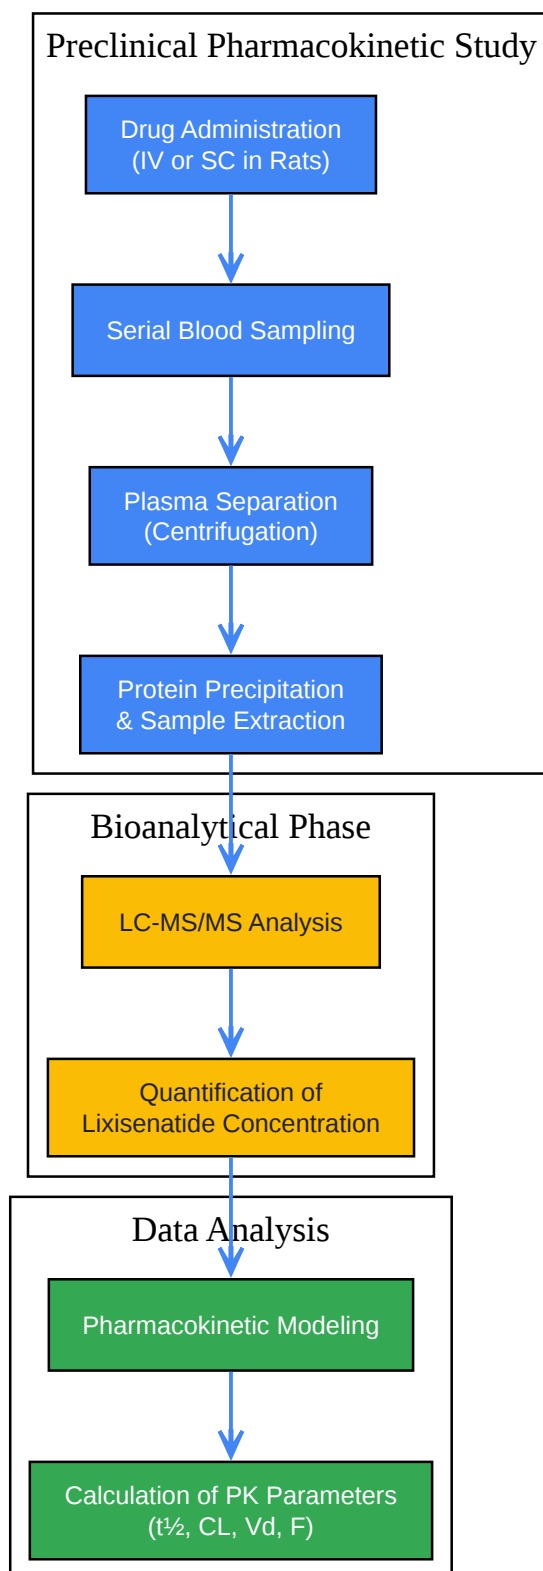 Preclinical Pharmacokinetic Study
Drug Administration
(IV or SC in Rats)
Serial Blood Sampling
Plasma Separation
(Centrifugation)
Protein Precipitation
& Sample Extraction
Bioanalytical Phase
LC-MS/MS Analysis
Quantification of
Lixisenatide Concentration
Data Analysis
Pharmacokinetic Modeling
Calculation of PK Parameters
(t½, CL, Vd, F)